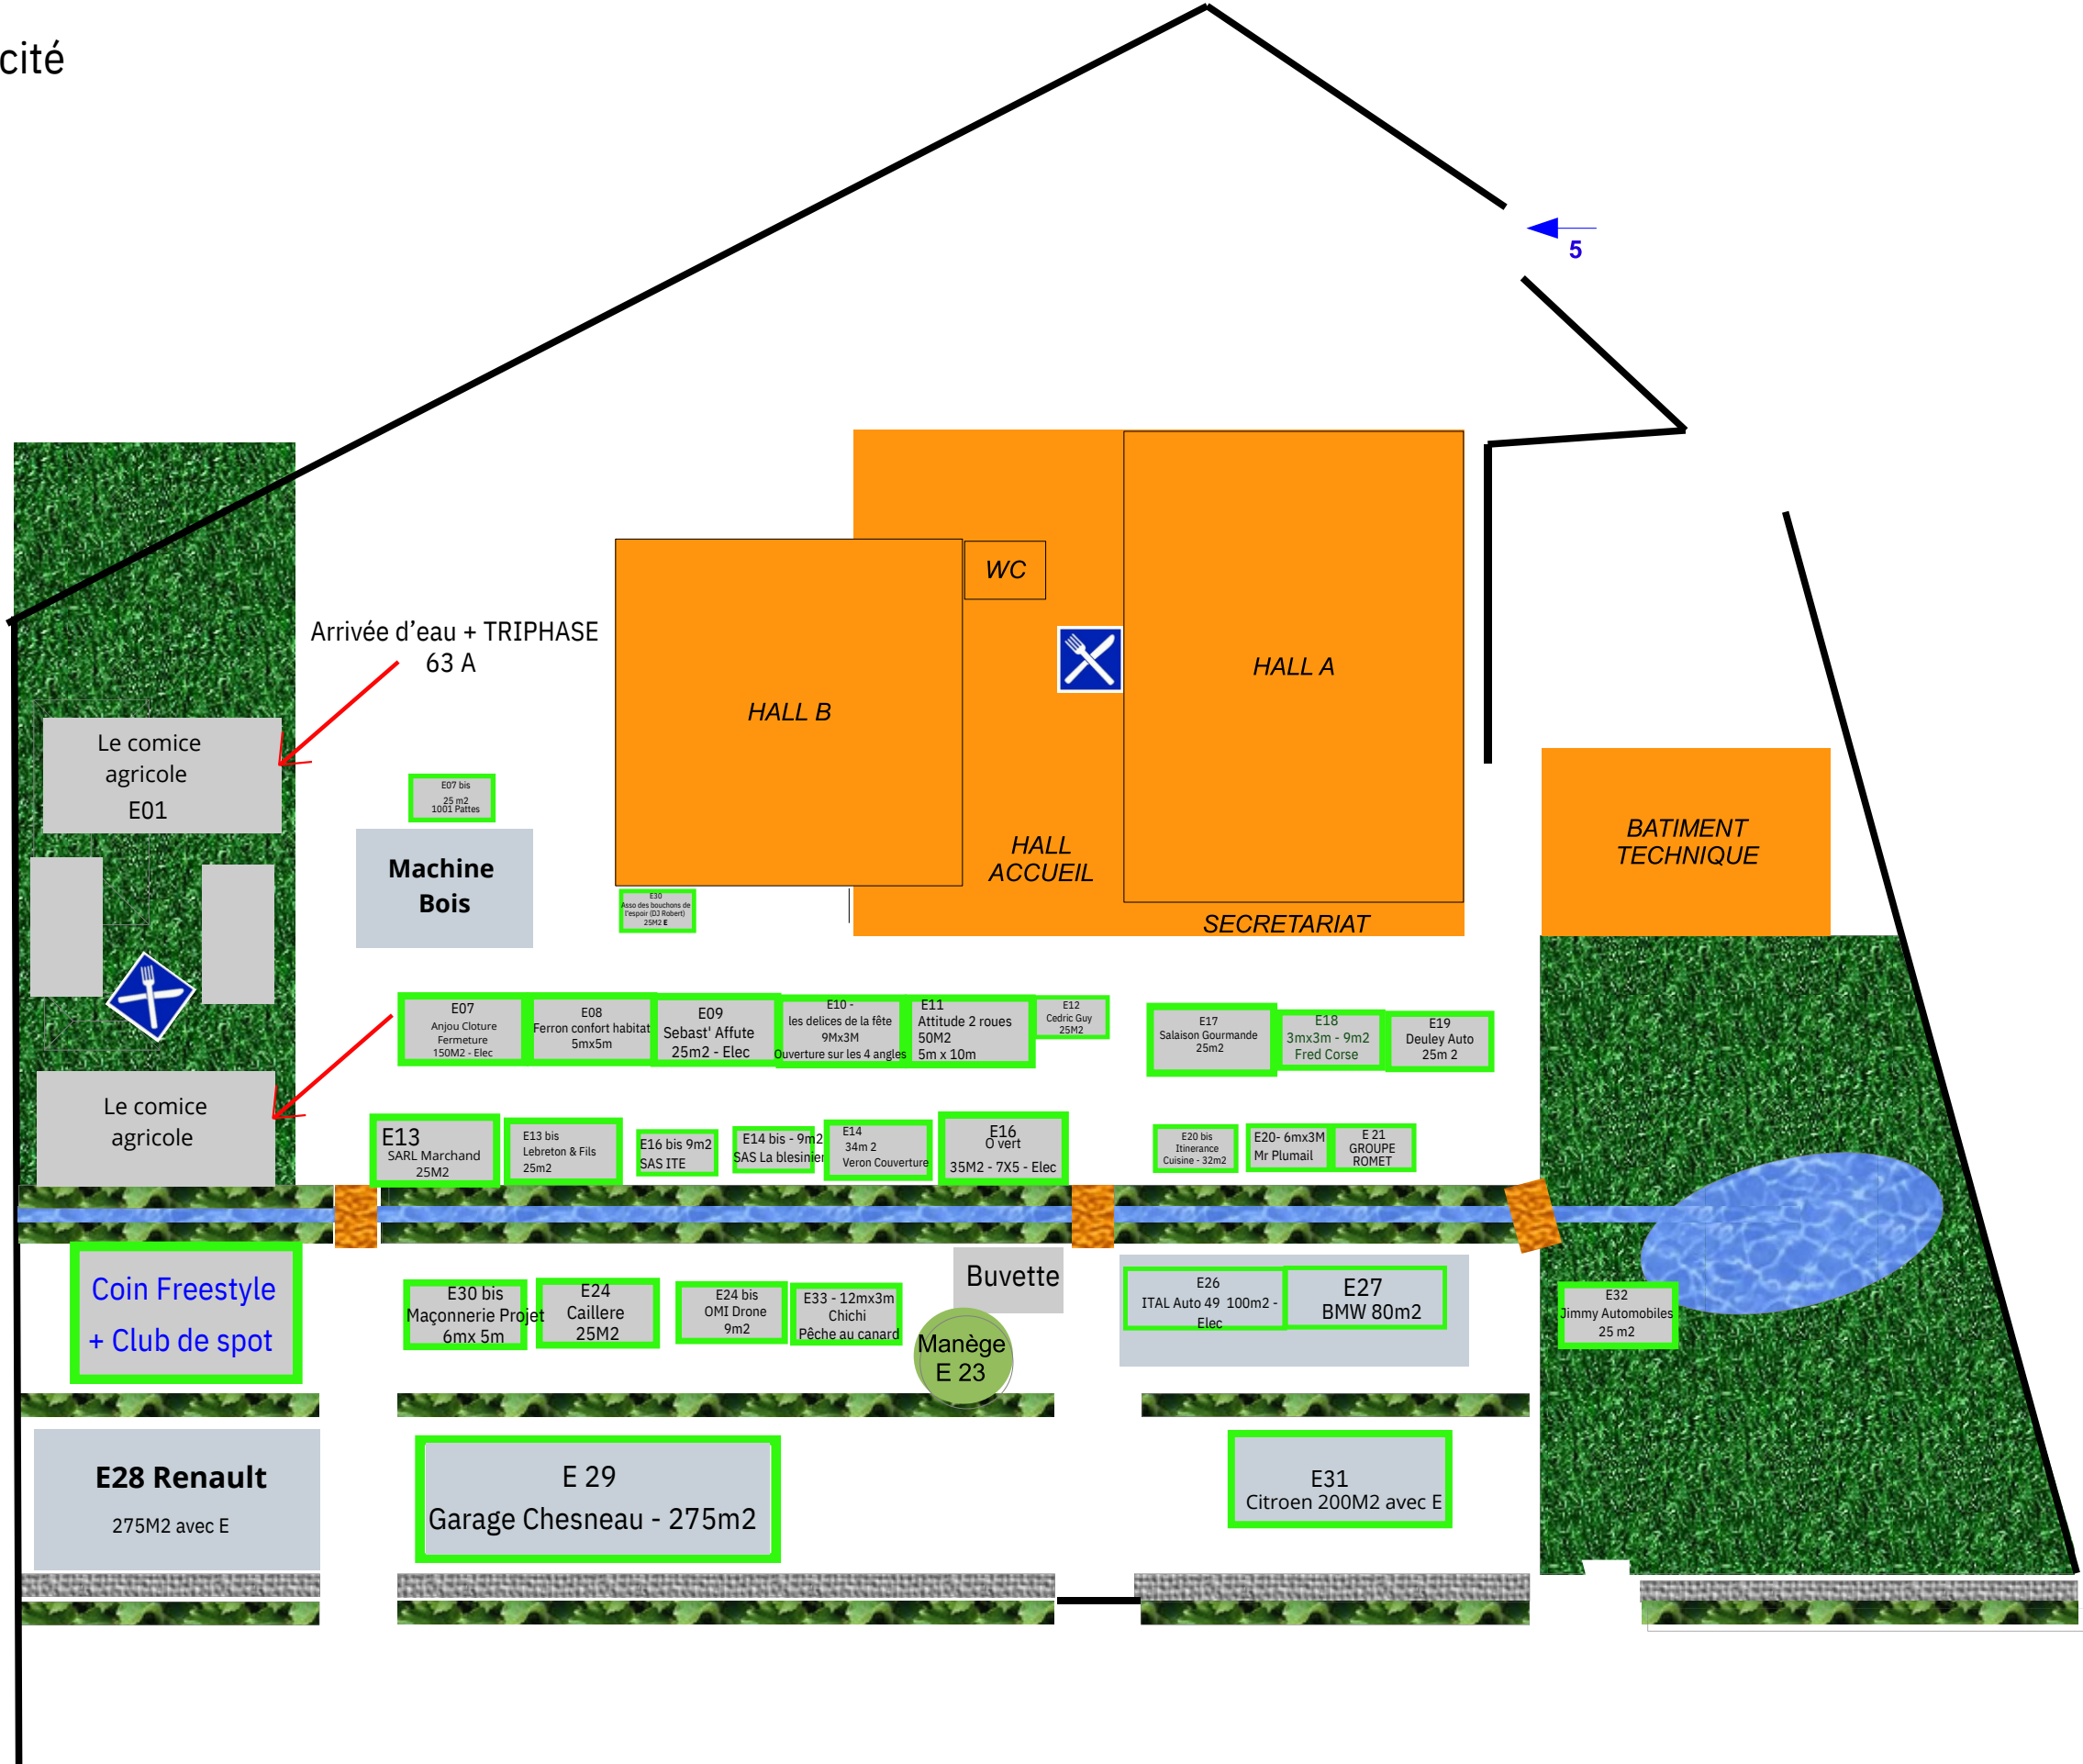 cité
5
Arrivée d’eau + TRIPHASE
63 A
WC
HALL B
HALL A
HALL
ACCUEIL
SECRETARIAT
BATIMENT
TECHNIQUE
Le comice
agricole
E01
E07 bis
25 m2
1001 Pattes
Machine
Bois
E30
Asso des bouchons de
l'espoir (DJ Robert)
25M2 E
E07
Anjou Cloture
Fermeture
150M2 - Elec
E08
Ferron confort habitat
5mx5m
E09
Sebast' Affute
25m2 - Elec
E10 -
les delices de la fête
9Mx3M
Ouverture sur les 4 angles
E11
Attitude 2 roues
50M2
5m x 10m
E12
Cedric Guy
25M2
E17
Salaison Gourmande
25m2
E18
3mx3m - 9m2
Fred Corse
E19
Deuley Auto
25m 2
Le comice
agricole
E13
SARL Marchand
25M2
E13 bis
Lebreton & Fils
25m2
E16 bis 9m2
SAS ITE
E14 bis - 9m2
SAS La blesinier
E14
34m 2
Veron Couverture
E16
O vert
35M2 - 7X5 - Elec
E20 bis
Itinerance
Cuisine - 32m2
E20- 6mx3M
Mr Plumail
E 21
GROUPE
ROMET
Coin Freestyle
+ Club de spot
E30 bis
Maçonnerie Projet
6mx 5m
E24
Caillere
25M2
E24 bis
OMI Drone
9m2
E33 - 12mx3m
Chichi
Pêche au canard
Buvette
Manège
E 23
E26
ITAL Auto 49 100m2 -
Elec
E27
BMW 80m2
E32
Jimmy Automobiles
25 m2
E28 Renault
275M2 avec E
E 29
Garage Chesneau - 275m2
E31
Citroen 200M2 avec E